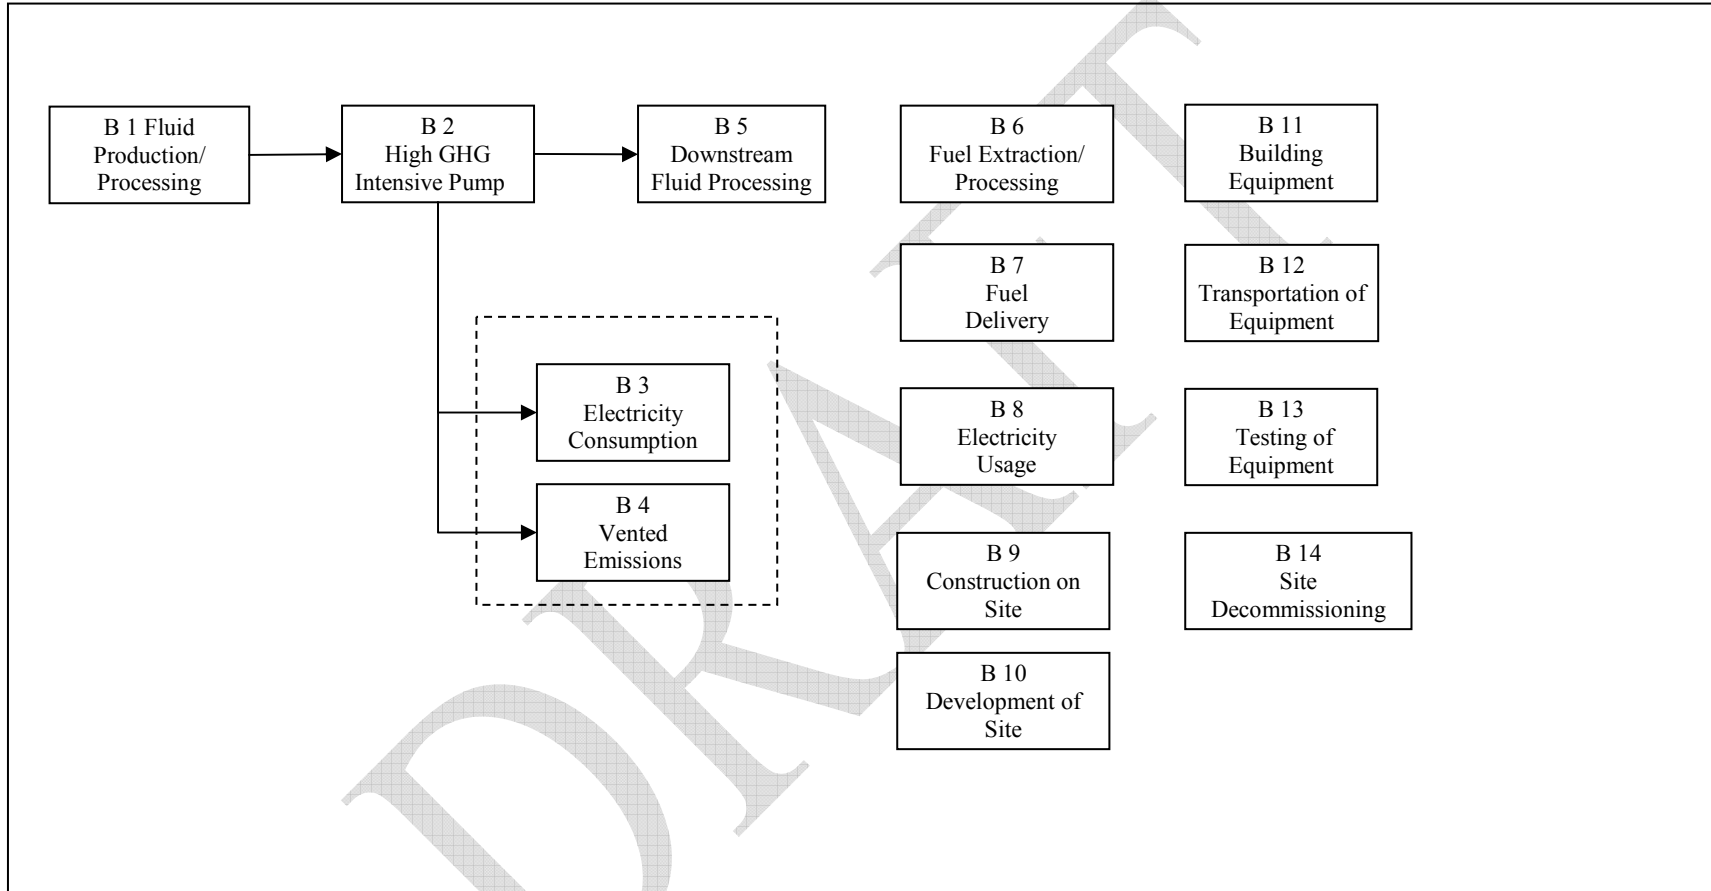 B 1 Fluid
Production/
Processing
B 2
High GHG
Intensive Pump
B 5
Downstream
Fluid Processing
B 6
Fuel Extraction/
Processing
B 11
Building
Equipment
B 7
Fuel
Delivery
B 12
Transportation of
Equipment
B 3
Electricity
Consumption
B 8
Electricity
Usage
B 13
Testing of
Equipment
B 4
Vented
Emissions
B 9
Construction on
Site
B 14
Site
Decommissioning
B 10
Development of
Site
DRAFT